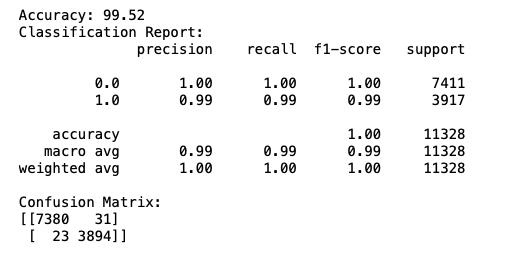 Accuracy: 99.52
Classification Report:
precision recall f1-score support
0.0 1.00 1.00 1.00 7411
1.0 0.99 0.99 0.99 3917
accuracy 1.00 11328
macro avg 0.99 0.99 0.99 11328
weighted avg 1.00 1.00 1.00 11328
Confusion Matrix:
[[7380 31]
[ 23 3894]]